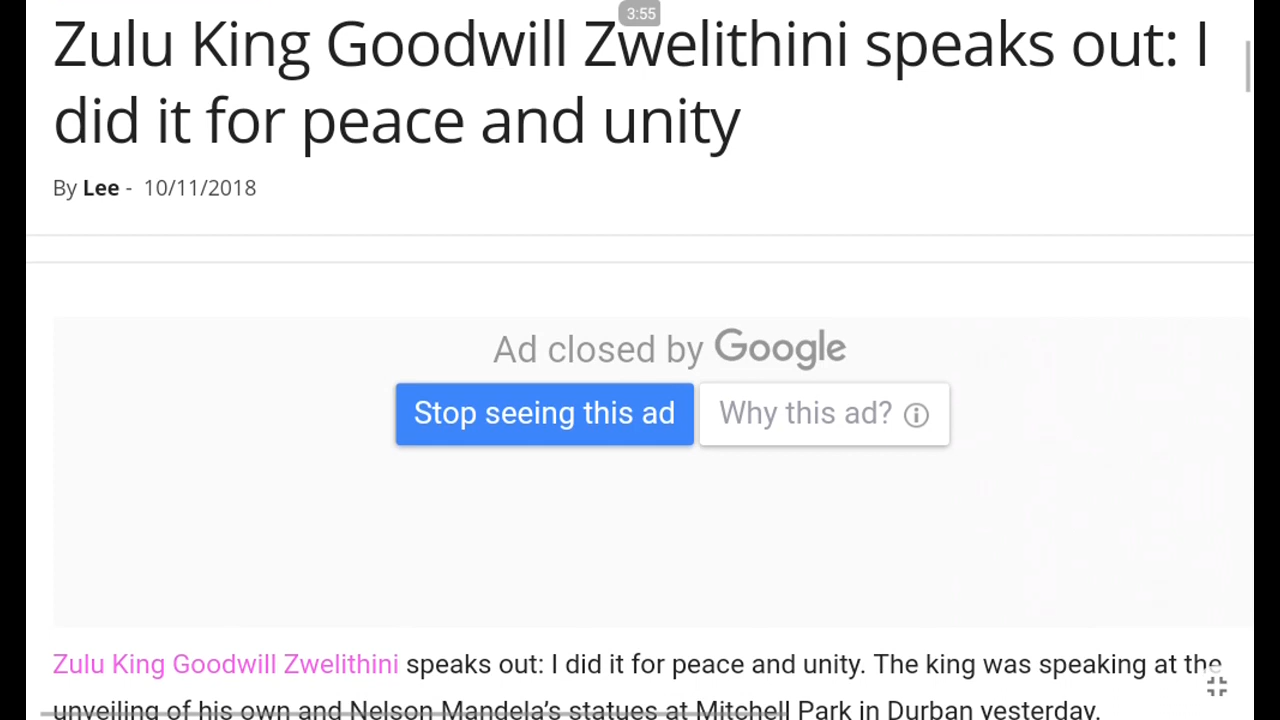 3:55
Zulu King Goodwill Zwelithini speaks out: I
did it for peace and unity
By Lee - 10/11/2018
Ad closed by Google
Stop seeing this ad
Why this ad?
Zulu King Goodwill Zwelithini speaks out: I did it for peace and unity. The king was speaking at the
unveiling of his own and Nelson Mandela’s statues at Mitchell Park in Durban yesterday.